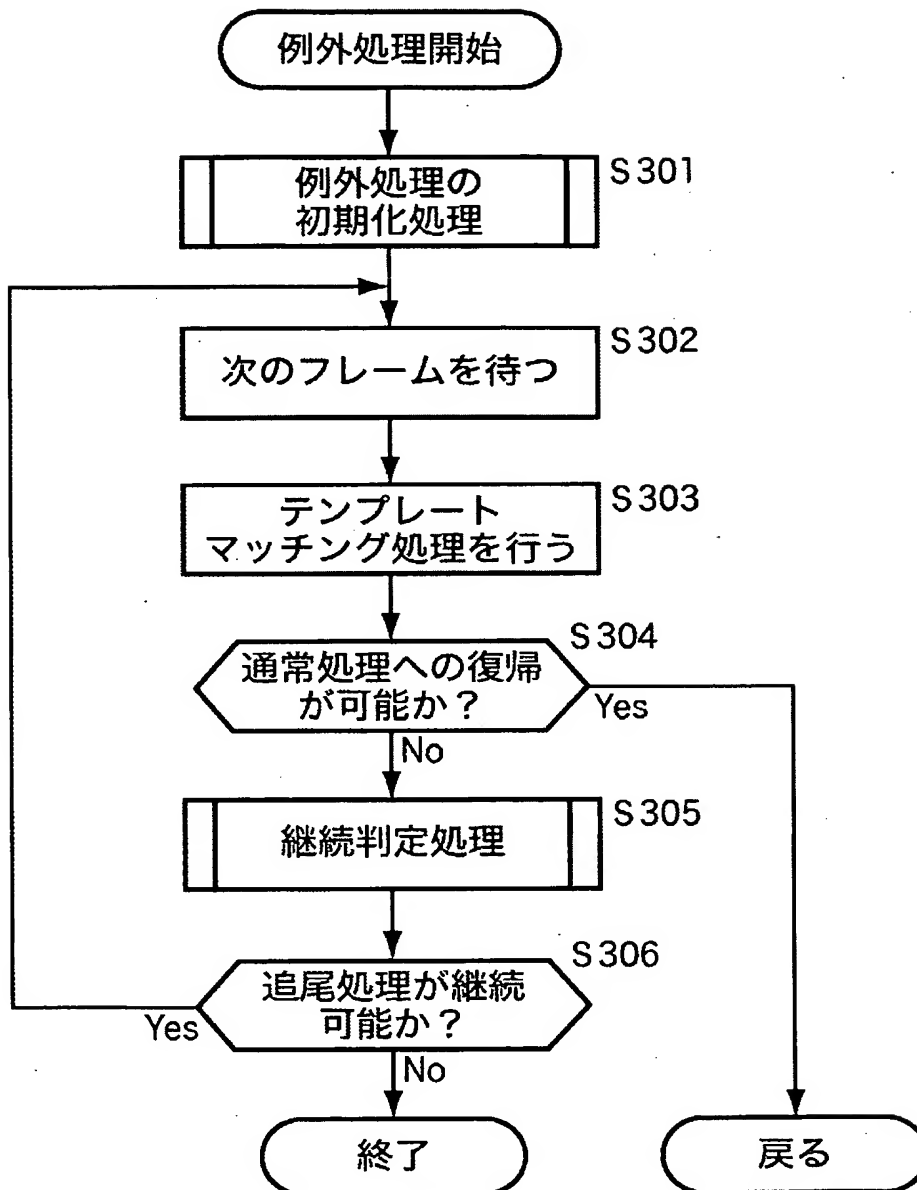 例外処理開始
S301
例外処理の
初期化処理
S302
次のフレームを待つ
S303
テンプレート
マッチング処理を行う
S304
通常処理への復帰
が可能か？
Yes
No
S305
継続判定処理
S306
追尾処理が継続
可能か？
Yes
No
終了
戻る